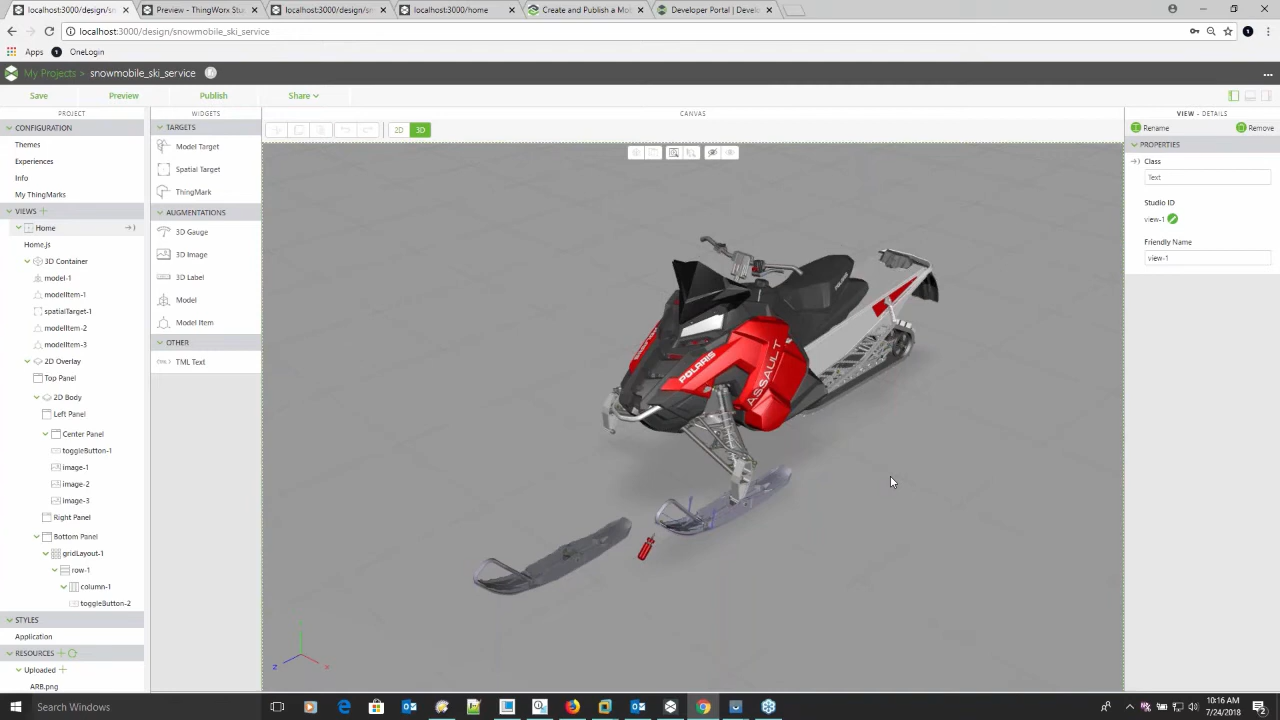 localhost:3000/design/sn
Preview - ThingWorx Stu
localhost:3000/design/sn
localhost:3000/home
Create and Publish a Mo
Developer Portal | Devel
localhost:3000/design/snowmobile_ski_service
Apps
OneLogin
My Projects > snowmobile_ski_service
Save
Preview
Publish
Share
PROJECT
WIDGETS
CANVAS
VIEW - DETAILS
CONFIGURATION
Themes
Experiences
Info
My ThingMarks
VIEWS
Home
Home.js
3D Container
model-1
modelItem-1
spatialTarget-1
modelItem-2
modelItem-3
2D Overlay
Top Panel
2D Body
Left Panel
Center Panel
toggleButton-1
image-1
image-2
image-3
Right Panel
Bottom Panel
gridLayout-1
row-1
column-1
toggleButton-2
STYLES
Application
RESOURCES
Uploaded
ARB.png
TARGETS
Model Target
Spatial Target
ThingMark
AUGMENTATIONS
3D Gauge
3D Image
3D Label
Model
Model Item
OTHER
TML Text
2D
3D
POLARIS
ASSAULT
POLARIS
Z
X
Rename
Remove
PROPERTIES
Class
Text
Studio ID
view-1
Friendly Name
view-1
Search Windows
10:16 AM
7/24/2018